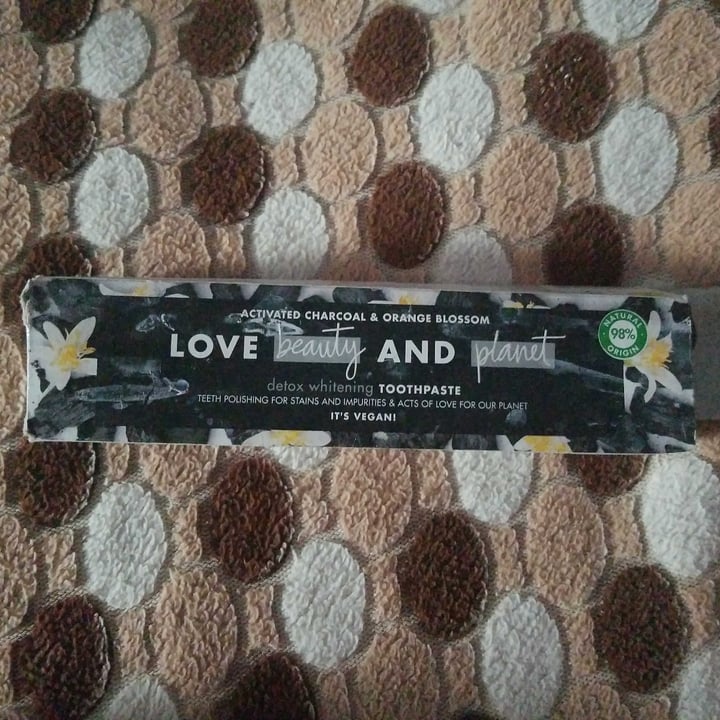 ACTIVATED CHARCOAL & ORANGE BLOSSOM
LOVE beauty AND planet
NATURAL
98%
ORIGIN
detox whitening TOOTHPASTE
TEETH POLISHING FOR STAINS AND IMPURITIES & ACTS OF LOVE FOR OUR PLANET
IT'S VEGAN!